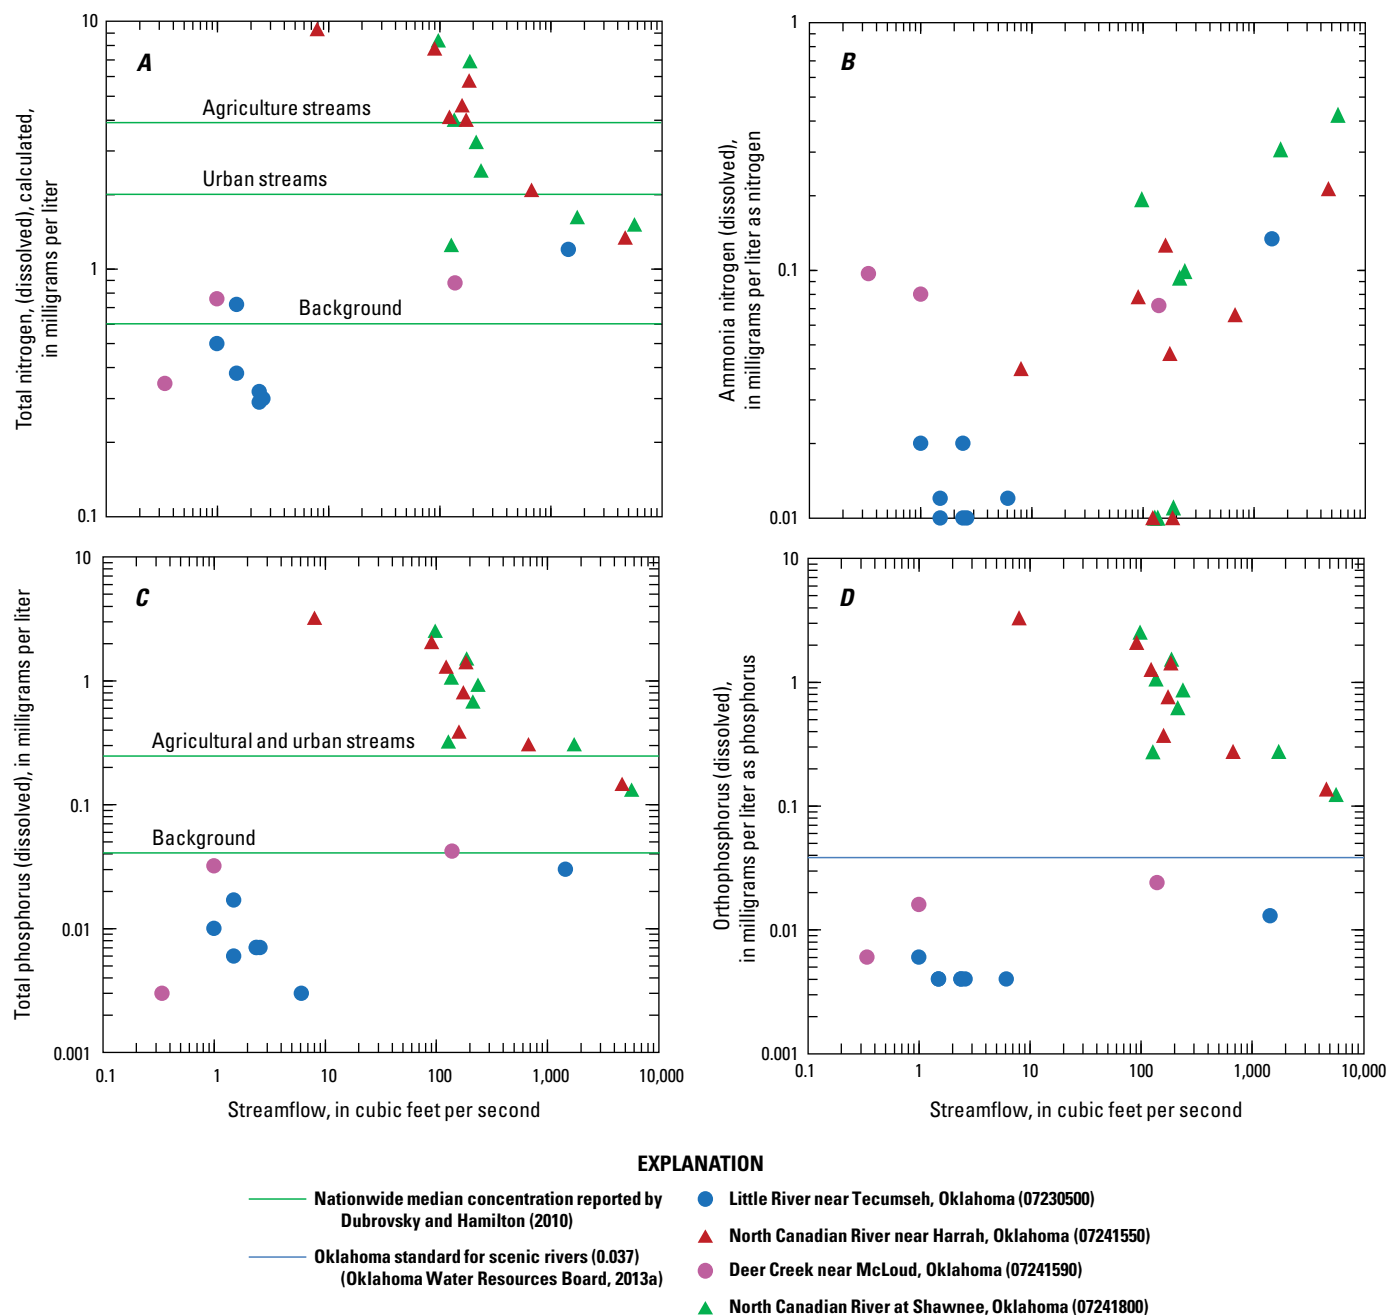 A
10
1
0.1
Total nitrogen, (dissolved), calculated,
in milligrams per liter
Agriculture streams
Urban streams
Background
B
1
0.1
0.01
Ammonia nitrogen (dissolved),
in milligrams per liter as nitrogen
C
10
1
0.1
0.01
0.001
Total phosphorus (dissolved), in milligrams per liter
Agricultural and urban streams
Background
0.1 1 10 100 1,000 10,000
Streamflow, in cubic feet per second
D
10
1
0.1
0.01
0.001
Orthophosphorus (dissolved),
in milligrams per liter as phosphorus
0.1 1 10 100 1,000 10,000
Streamflow, in cubic feet per second
EXPLANATION
Nationwide median concentration reported by
Dubrovsky and Hamilton (2010)
Oklahoma standard for scenic rivers (0.037)
(Oklahoma Water Resources Board, 2013a)
Little River near Tecumseh, Oklahoma (07230500)
North Canadian River near Harrah, Oklahoma (07241550)
Deer Creek near McLoud, Oklahoma (07241590)
North Canadian River at Shawnee, Oklahoma (07241800)